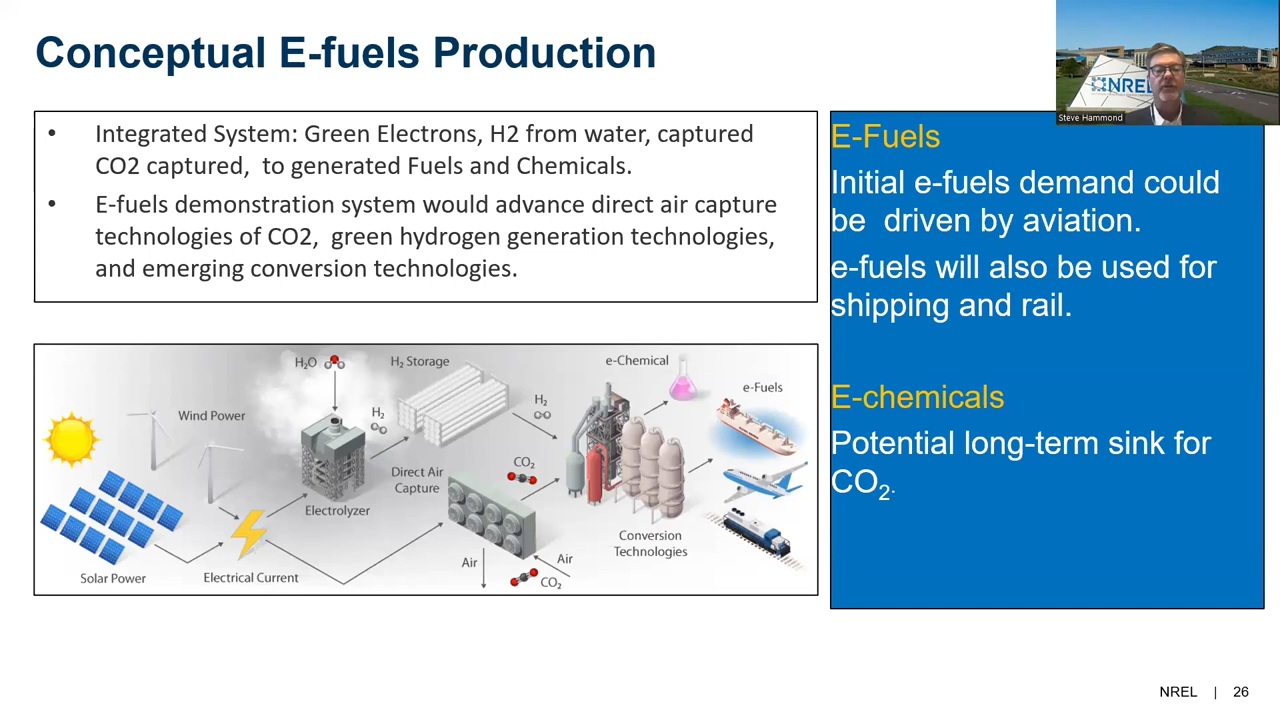 Conceptual E-fuels Production
NREL
Steve Hammond
• Integrated System: Green Electrons, H2 from water, captured
CO2 captured,  to generated Fuels and Chemicals.
• E-fuels demonstration system would advance direct air capture
technologies of CO2,  green hydrogen generation technologies,
and emerging conversion technologies.
E-Fuels
Initial e-fuels demand could
be  driven by aviation.
e-fuels will also be used for
shipping and rail.
E-chemicals
Potential long-term sink for
CO₂.
H₂O
H₂ Storage
e-Chemical
e-Fuels
Wind Power
H₂
H₂
Direct Air
Capture
CO₂
Electrolyzer
Conversion
Technologies
Air
Air
CO₂
Solar Power
Electrical Current
NREL | 26